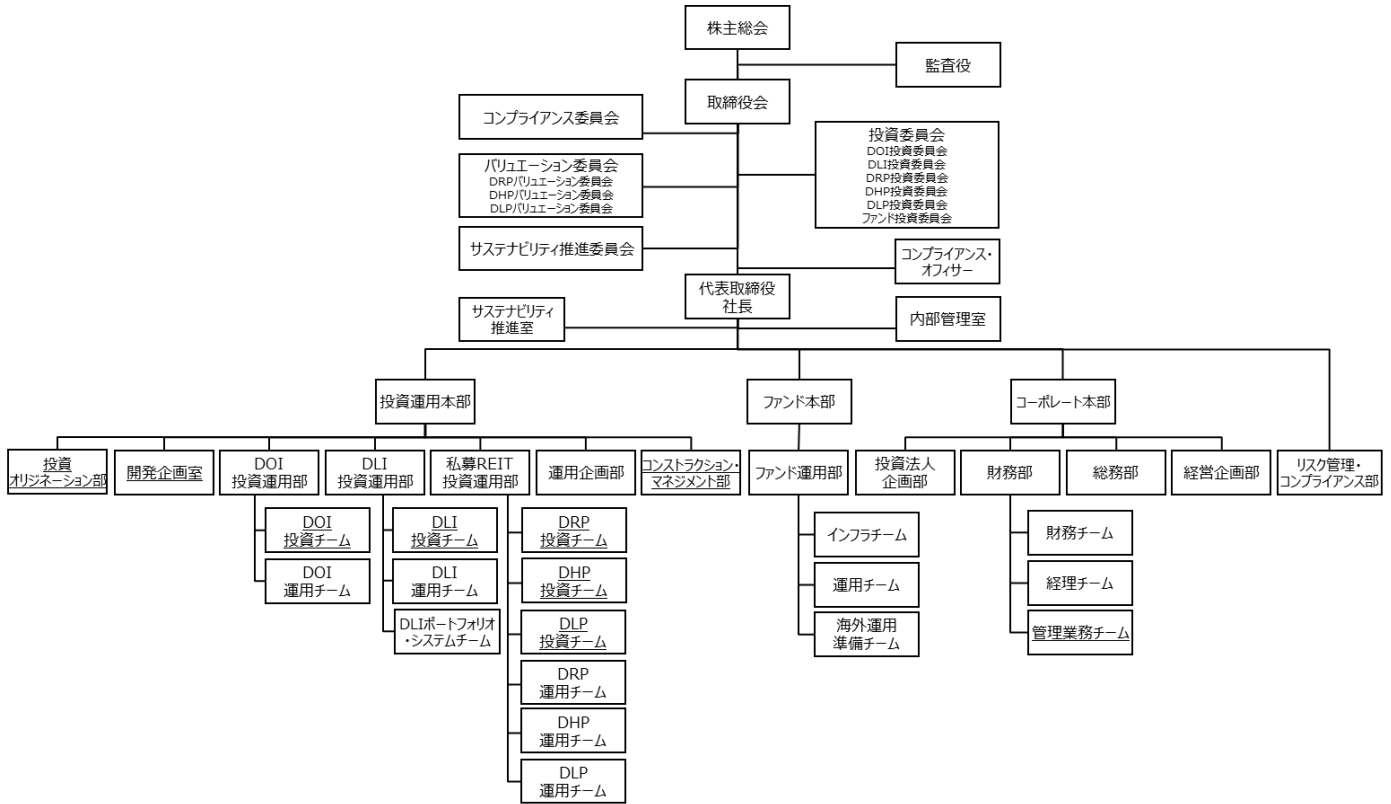 株主総会
監査役
取締役会
コンプライアンス委員会
投資委員会
DOI投資委員会
DLI投資委員会
DRP投資委員会
DHP投資委員会
DLP投資委員会
ファンド投資委員会
バリュエーション委員会
DRPバリュエーション委員会
DHPバリュエーション委員会
DLPバリュエーション委員会
サステナビリティ推進委員会
コンプライアンス・
オフィサー
代表取締役
社長
サステナビリティ
推進室
内部管理室
投資運用本部
ファンド本部
コーポレート本部
投資
オリジネーション部
開発企画室
DOI
投資運用部
DLI
投資運用部
私募REIT
投資運用部
運用企画部
コンストラクション・
マネジメント部
ファンド運用部
投資法人
企画部
財務部
総務部
経営企画部
リスク管理・
コンプライアンス部
DOI
投資チーム
DOI
運用チーム
DLI
投資チーム
DLI
運用チーム
DLIポートフォリオ
・システムチーム
DRP
投資チーム
DHP
投資チーム
DLP
投資チーム
DRP
運用チーム
DHP
運用チーム
DLP
運用チーム
インフラチーム
運用チーム
海外運用
準備チーム
財務チーム
経理チーム
管理業務チーム